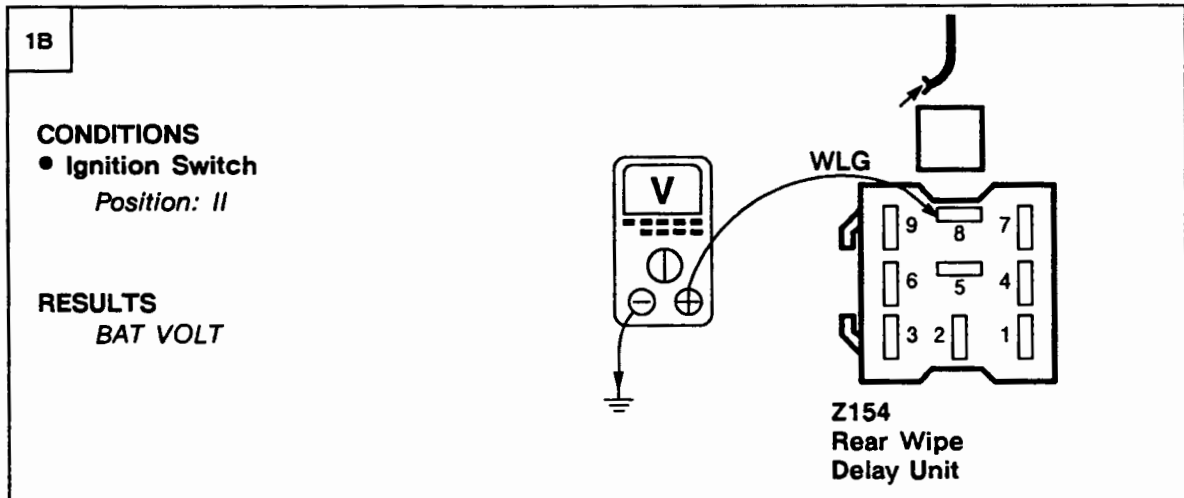 1B
CONDITIONS
● Ignition Switch
Position: II
RESULTS
BAT VOLT
V
WLG
9 8 7
6 5 4
3 2 1
Z154
Rear Wipe
Delay Unit